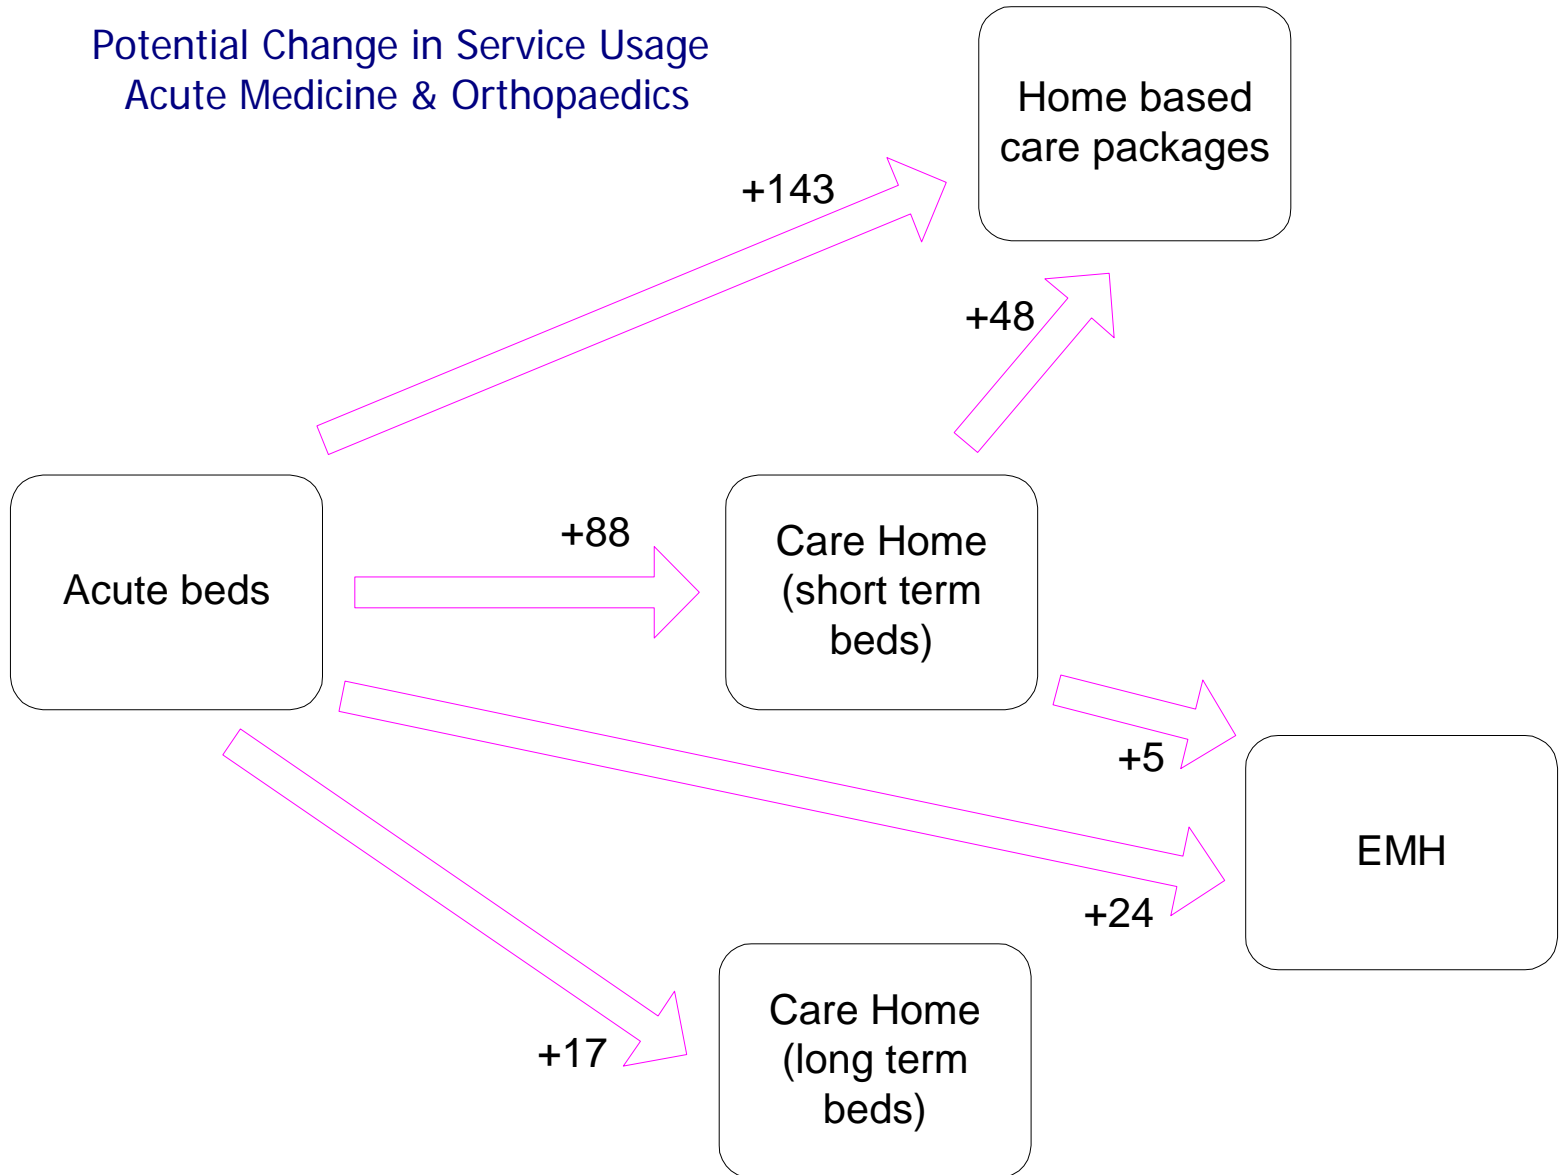 Potential Change in Service Usage
Acute Medicine & Orthopaedics
Home based
care packages
+143
+48
+88
Acute beds
Care Home
(short term
beds)
+5
EMH
+24
+17
Care Home
(long term
beds)